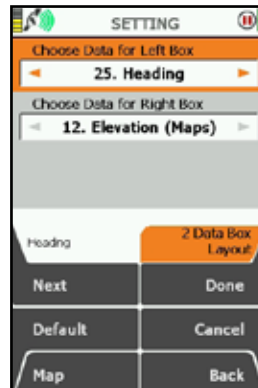 SETTING
Choose Data for Left Box
25. Heading
Choose Data for Right Box
12. Elevation (Maps)
Heading
2 Data Box
Layout
Next
Done
Default
Cancel
Map
Back